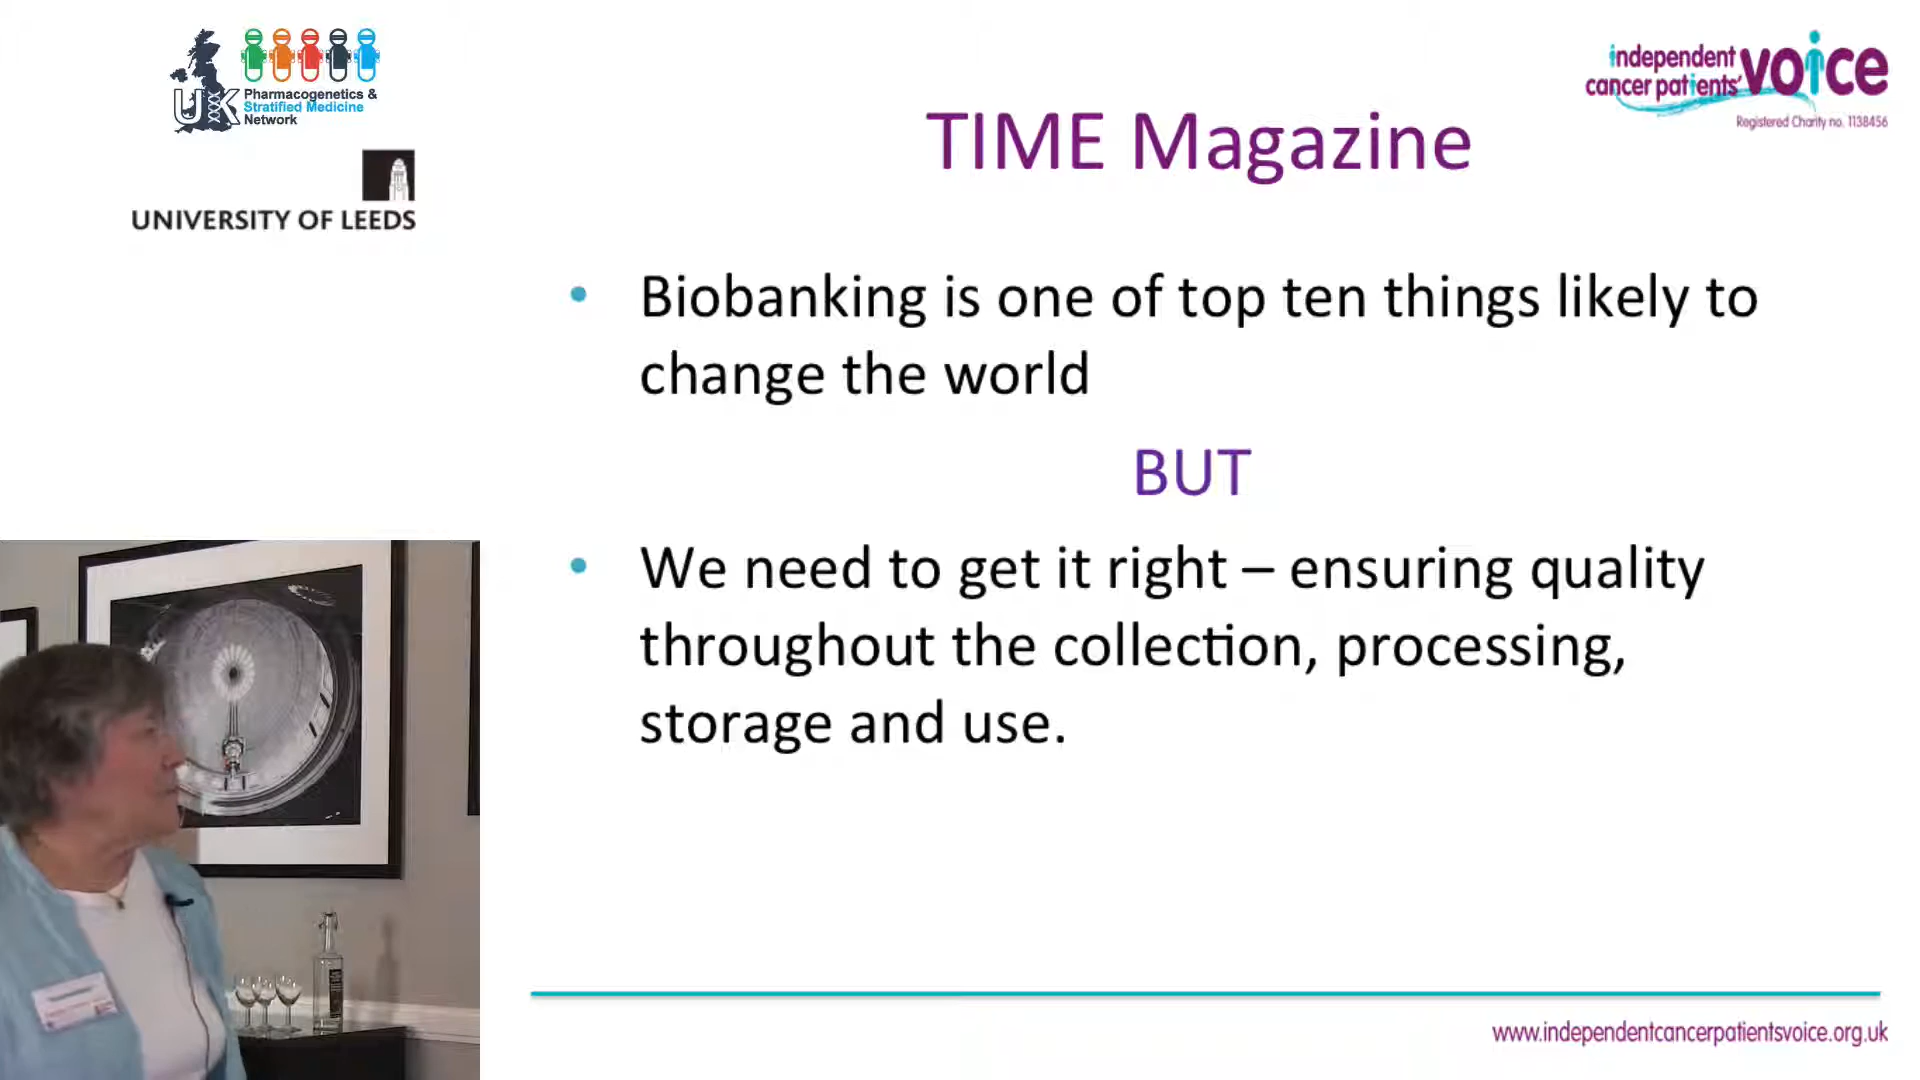 UK
Pharmacogenetics &
Stratified Medicine
Network
UNIVERSITY OF LEEDS
independent
cancer patients'
voice
Registered Charity no. 1138456
TIME Magazine
• Biobanking is one of top ten things likely to
change the world
BUT
• We need to get it right – ensuring quality
throughout the collection, processing,
storage and use.
www.independentcancerpatientsvoice.org.uk